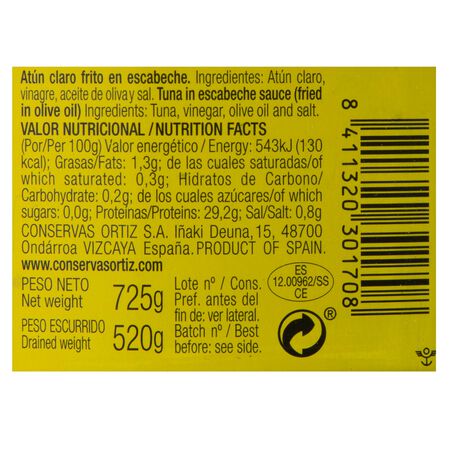 Atún claro frito en escabeche. Ingredientes: Atún claro,
vinagre, aceite de oliva y sal. Tuna in escabeche sauce (fried
in olive oil) Ingredients: Tuna, vinegar, olive oil and salt.
VALOR NUTRICIONAL / NUTRITION FACTS
(Por/Per 100g) Valor energético / Energy: 543kJ (130
kcal); Grasas/Fats: 1,3g; de las cuales saturadas/of
which saturated: 0,3g; Hidratos de Carbono/
Carbohydrate: 0,2g; de los cuales azúcares/of which
sugars: 0,0g; Proteínas/Proteins: 29,2g; Sal/Salt: 0,8g
CONSERVAS ORTIZ S.A. Iñaki Deuna, 15, 48700
Ondárroa VIZCAYA España. PRODUCT OF SPAIN.
www.conservasortiz.com
PESO NETO
Net weight 725g
PESO ESCURRIDO
Drained weight 520g
Lote nº / Cons.
Pref. antes del
fin de: ver lateral.
Batch nº / Best
before: see side.
ES
12.00962/SS
CE
®
8 411320 301708